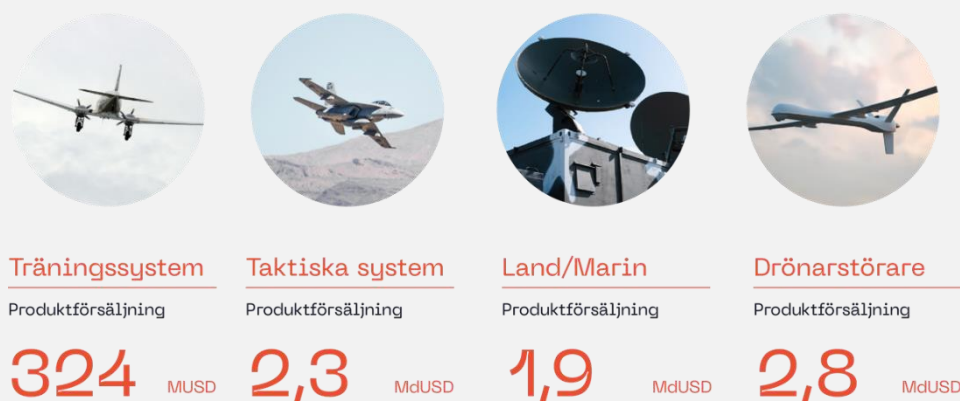 Träningssystem
Produktförsäljning
324 MUSD
Taktiska system
Produktförsäljning
2,3 MdUSD
Land/Marin
Produktförsäljning
1,9 MdUSD
Drönarstörare
Produktförsäljning
2,8 MdUSD